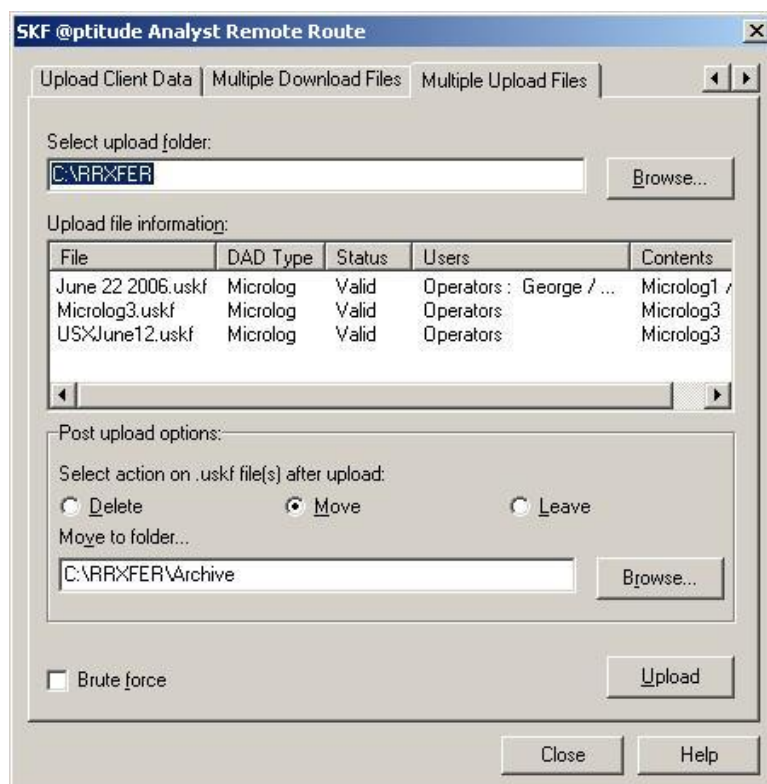 SKF @ptitude Analyst Remote Route
Upload Client Data Multiple Download Files Multiple Upload Files
Select upload folder:
C:\RRXFER
Browse...
Upload file information:
File DAD Type Status Users Contents
June 22 2006.uskf Microlog Valid Operators : George / ... Microlog1 /
Microlog3.uskf Microlog Valid Operators Microlog3
USXJune12.uskf Microlog Valid Operators Microlog3
Post upload options:
Select action on .uskf file(s) after upload:
Delete Move Leave
Move to folder...
C:\RRXFER\Archive
Browse...
Brute force
Upload
Close Help